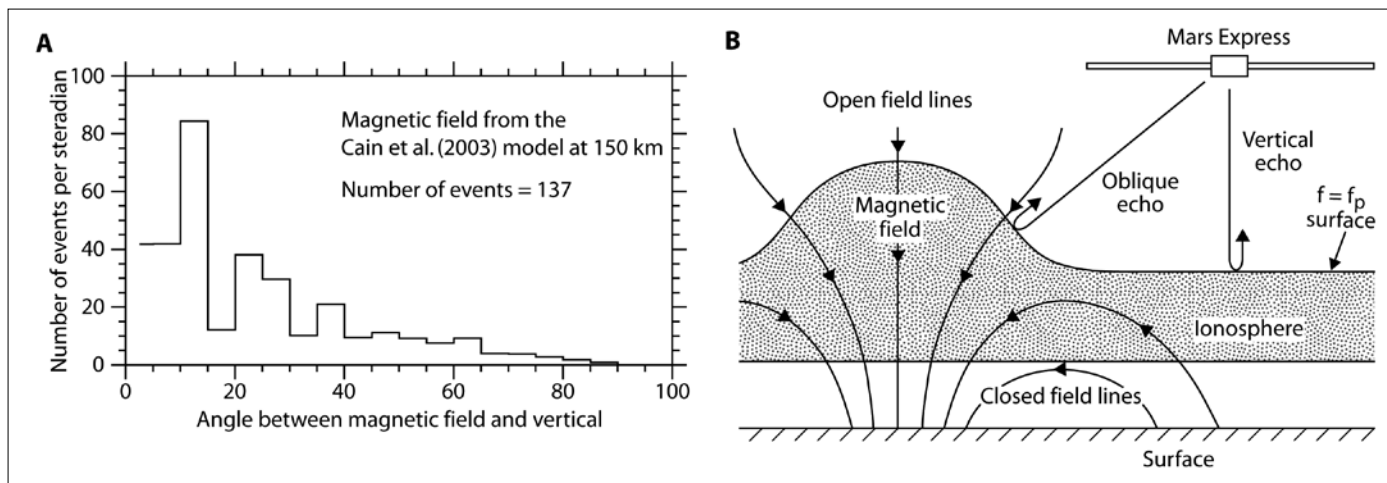 A
Number of events per steradian
100
80
60
40
20
0
Magnetic field from the
Cain et al. (2003) model at 150 km
Number of events = 137
0 20 40 60 80 100
Angle between magnetic field and vertical
B
Mars Express
Open field lines
Vertical
echo
Oblique
echo
Magnetic
field
f = fp
surface
Ionosphere
Closed field lines
Surface